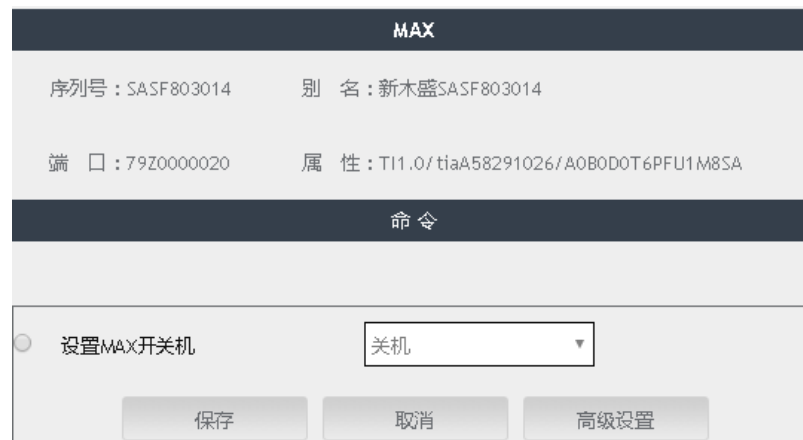 MAX
序列号：SASF803014 别 名：新木盛SASF803014
端 口：79Z0000020 属 性：TI1.0/tiaA58291026/A0B0D0T6PFU1M8SA
命令
设置MAX开关机 关机
保存 取消 高级设置